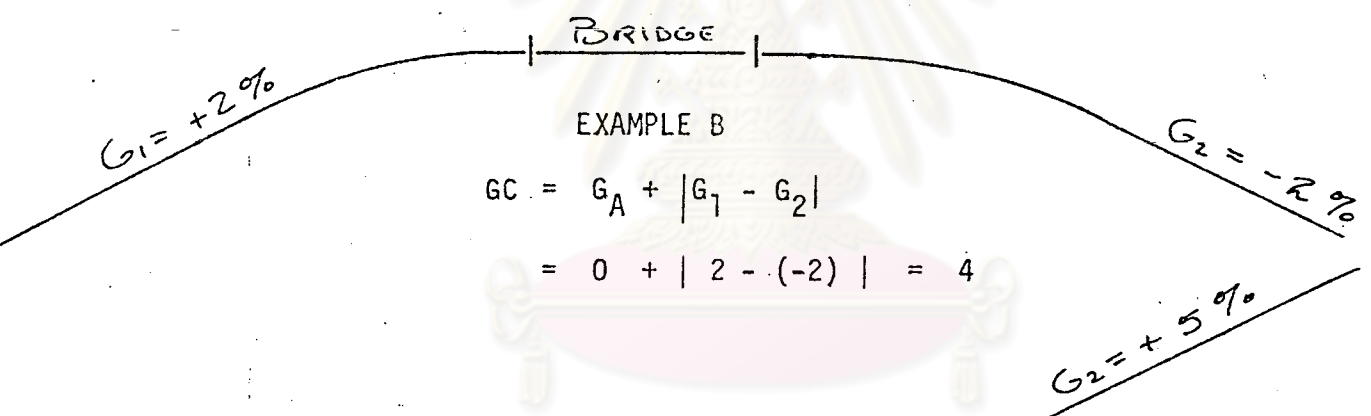 BRIDGE
G1 = +2%
EXAMPLE B
G2 = -2%
GC = GA + |G1 - G2|
= 0 + | 2 - (-2) | = 4
G2 = + 5%